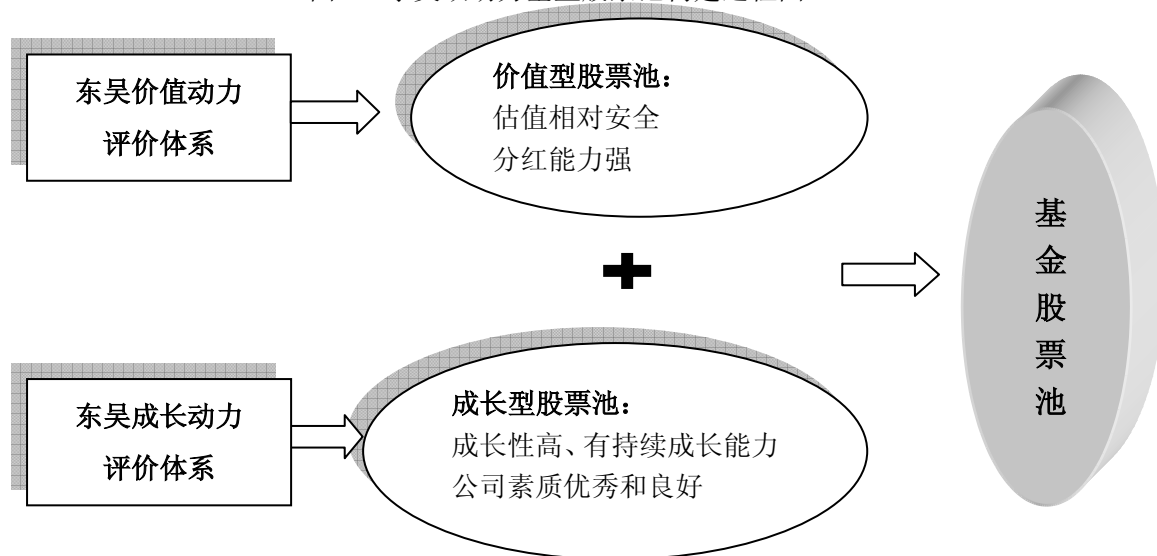 东吴价值动力
评价体系
价值型股票池：
估值相对安全
分红能力强
基
金
股
票
池
东吴成长动力
评价体系
成长型股票池：
成长性高、有持续成长能力
公司素质优秀和良好